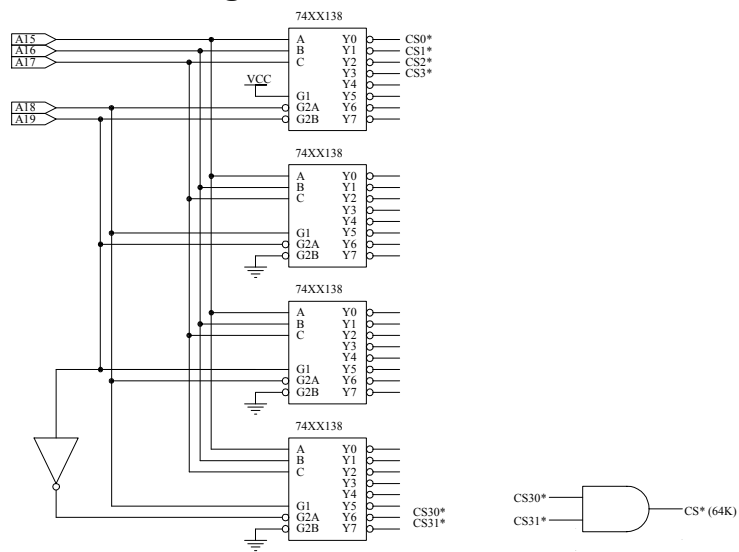 74XX138
A15
A16
A17
A18
A19
VCC
A Y0 CS0*
B Y1 CS1*
C Y2 CS2*
Y3 CS3*
Y4
G1 Y5
G2A Y6
G2B Y7
74XX138
A Y0
B Y1
C Y2
Y3
Y4
G1 Y5
G2A Y6
G2B Y7
74XX138
A Y0
B Y1
C Y2
Y3
Y4
G1 Y5
G2A Y6
G2B Y7
74XX138
A Y0
B Y1
C Y2
Y3
Y4
G1 Y5
G2A Y6 CS30*
G2B Y7 CS31*
CS30*
CS31*
CS* (64K)